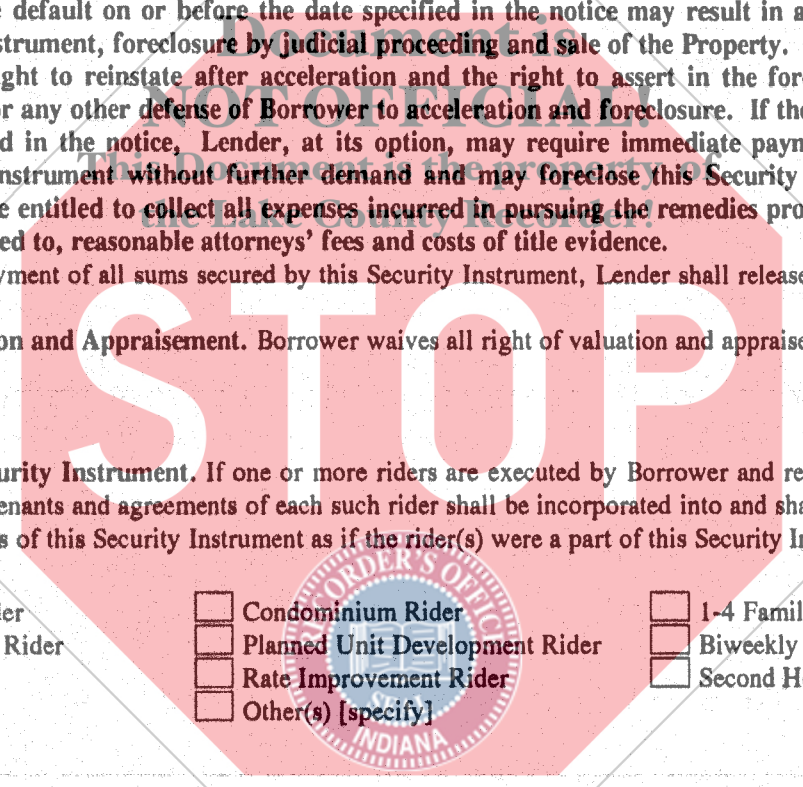 default on or before the date specified in the notice may result in a
Document is
strument, foreclosure by judicial proceeding and sale of the Property.
ght to reinstate after acceleration and the right to assert in the for
NOT OFFICIAL!
r any other defense of Borrower to acceleration and foreclosure. If the
d in the notice, Lender, at its option, may require immediate paym
This Document is the property of
nstrument without further demand and may foreclose this Security
e entitled to collect all expenses incurred in pursuing the remedies pro
the Lake County Recorder!
ed to, reasonable attorneys' fees and costs of title evidence.
yment of all sums secured by this Security Instrument, Lender shall release
STOP
on and Appraisement. Borrower waives all right of valuation and appraise
urity Instrument. If one or more riders are executed by Borrower and re
enants and agreements of each such rider shall be incorporated into and sha
s of this Security Instrument as if the rider(s) were a part of this Security In
RECORDER'S OFFICE
er Condominium Rider 1-4 Famil
Rider Planned Unit Development Rider Biweekly
Rate Improvement Rider Second H
SEAL
Other(s) [specify]
INDIANA